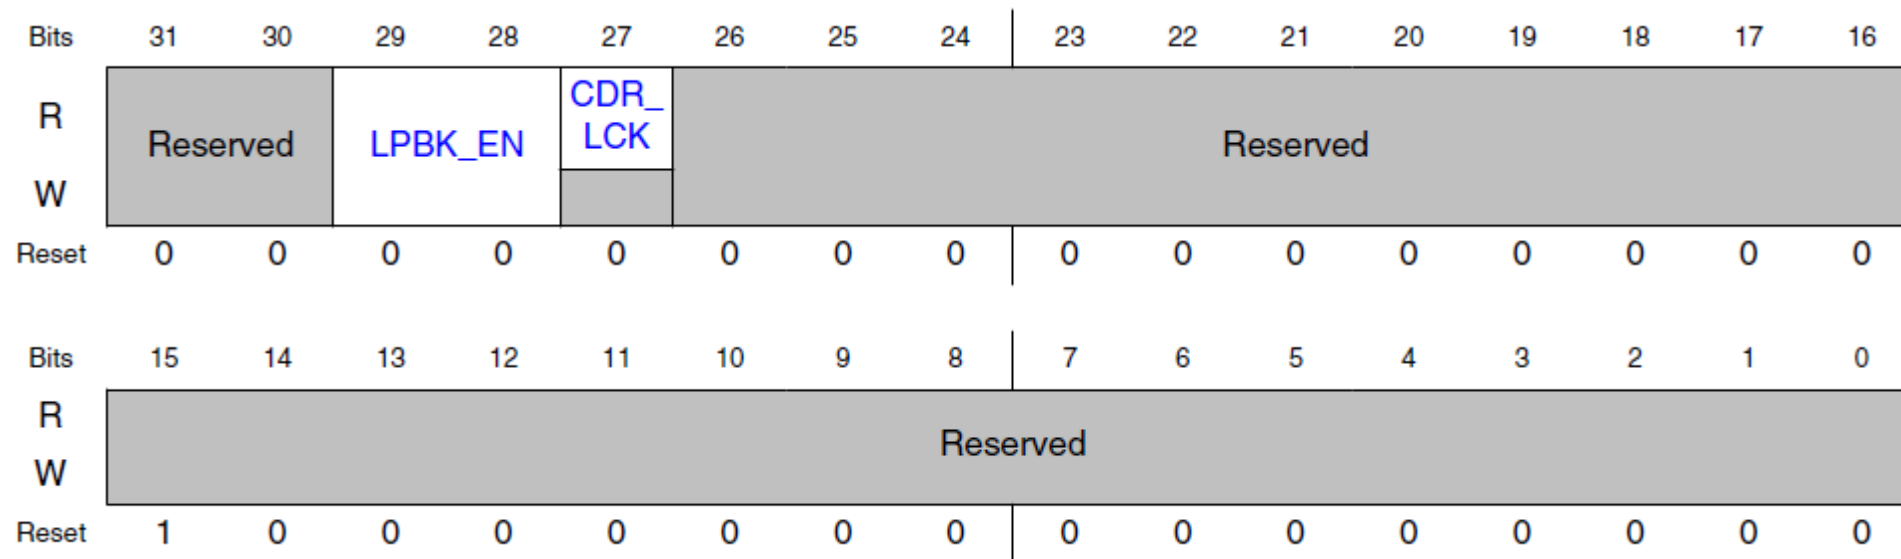 Bits 31 30 29 28 27 26 25 24 23 22 21 20 19 18 17 16
R
W
Reserved LPBK_EN CDR_
LCK Reserved
Reset 0 0 0 0 0 0 0 0 0 0 0 0 0 0 0 0
Bits 15 14 13 12 11 10 9 8 7 6 5 4 3 2 1 0
R
W
Reserved
Reset 1 0 0 0 0 0 0 0 0 0 0 0 0 0 0 0